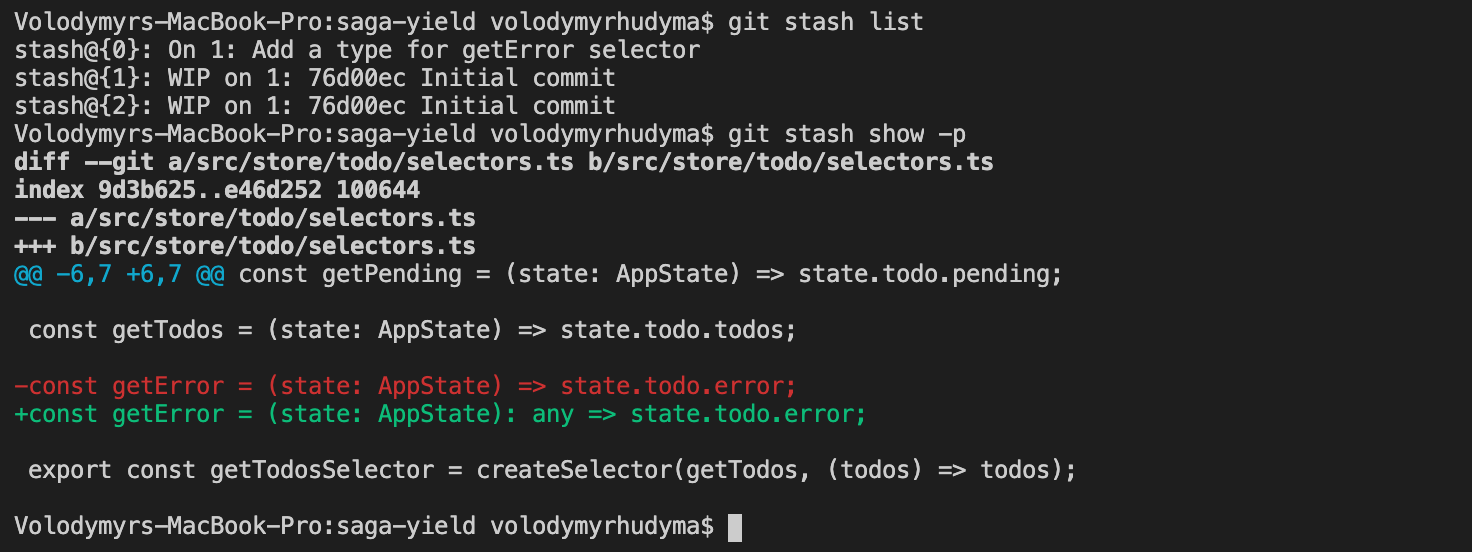 Volodymyrs-MacBook-Pro:saga-yield volodymyrhudyma$ git stash list
stash@{0}: On 1: Add a type for getError selector
stash@{1}: WIP on 1: 76d00ec Initial commit
stash@{2}: WIP on 1: 76d00ec Initial commit
Volodymyrs-MacBook-Pro:saga-yield volodymyrhudyma$ git stash show -p
diff --git a/src/store/todo/selectors.ts b/src/store/todo/selectors.ts
index 9d3b625..e46d252 100644
--- a/src/store/todo/selectors.ts
+++ b/src/store/todo/selectors.ts
@@ -6,7 +6,7 @@ const getPending = (state: AppState) => state.todo.pending;
 const getTodos = (state: AppState) => state.todo.todos;
-const getError = (state: AppState) => state.todo.error;
+const getError = (state: AppState): any => state.todo.error;
 export const getTodosSelector = createSelector(getTodos, (todos) => todos);
Volodymyrs-MacBook-Pro:saga-yield volodymyrhudyma$